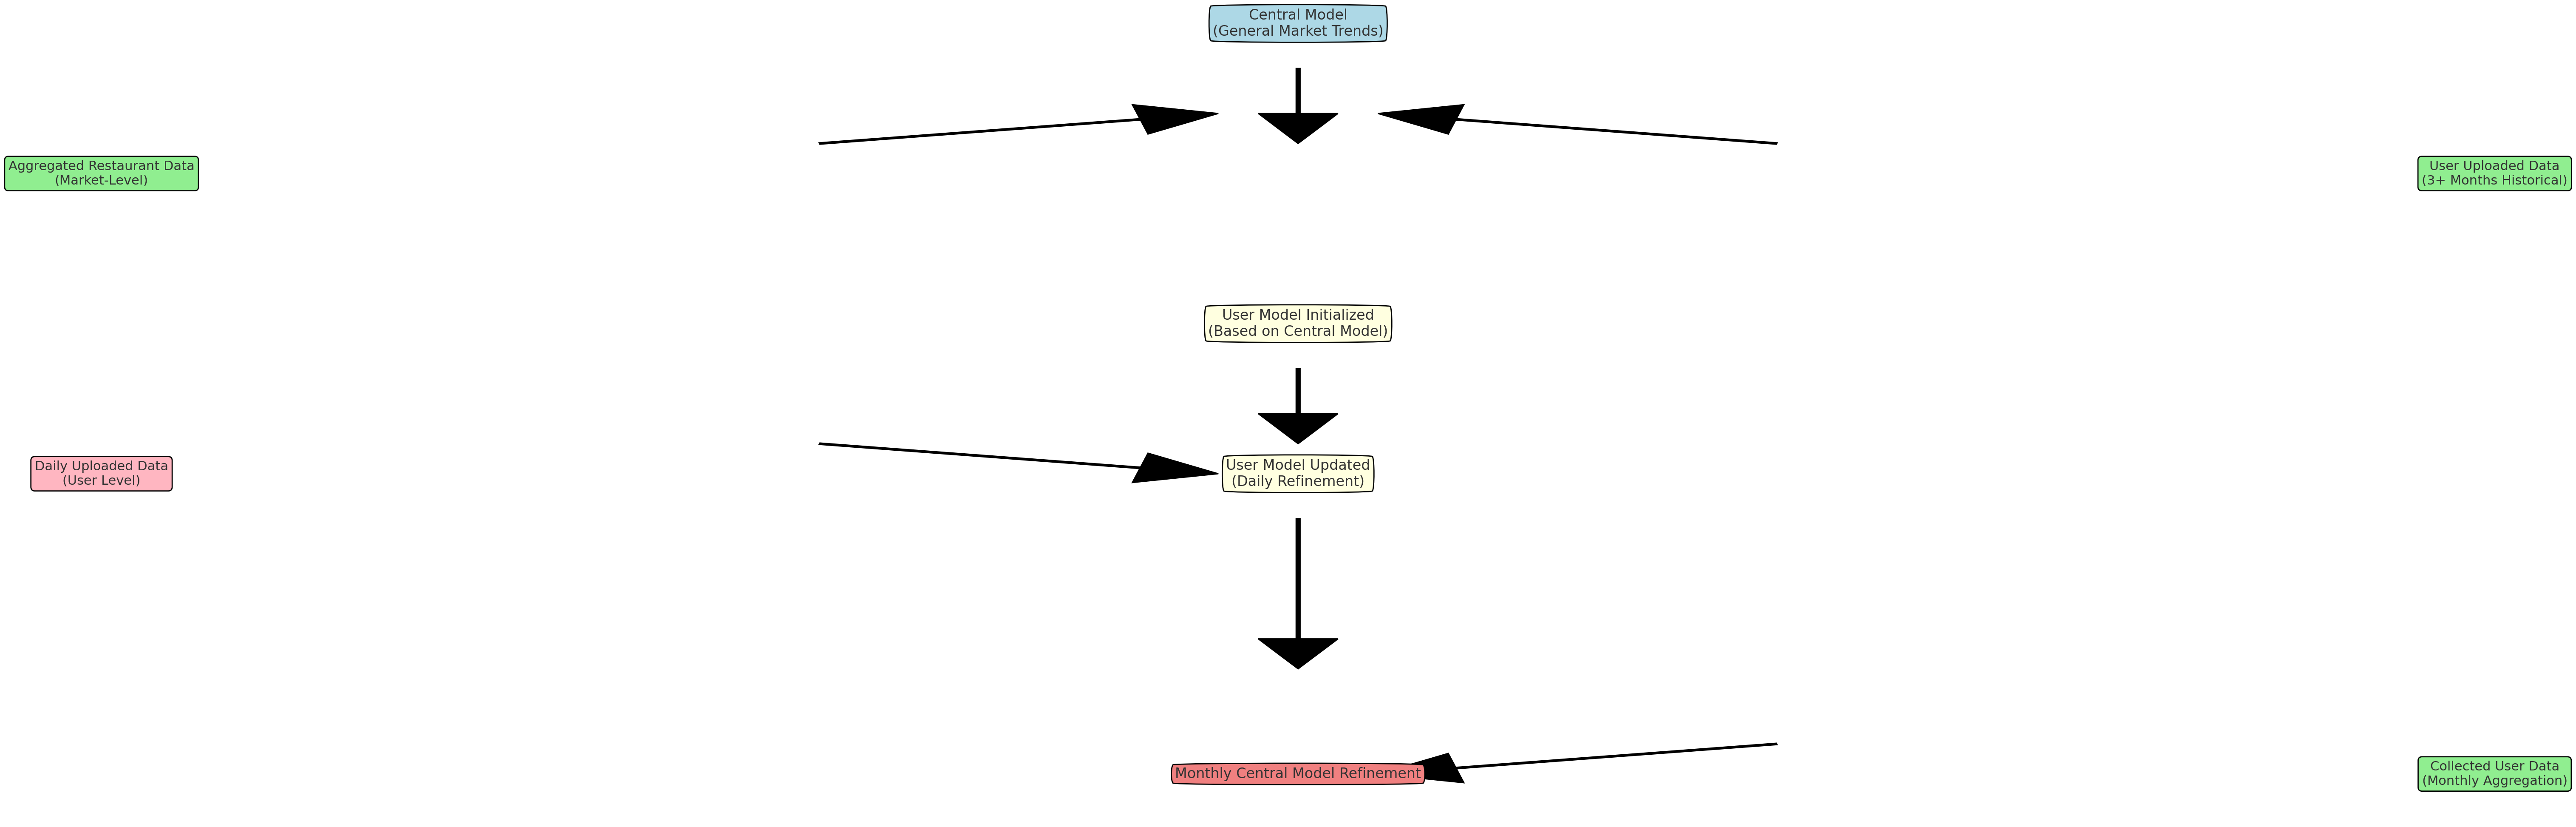 Central Model
(General Market Trends)
Aggregated Restaurant Data
(Market-Level)
User Uploaded Data
(3+ Months Historical)
User Model Initialized
(Based on Central Model)
Daily Uploaded Data
(User Level)
User Model Updated
(Daily Refinement)
Monthly Central Model Refinement
Collected User Data
(Monthly Aggregation)